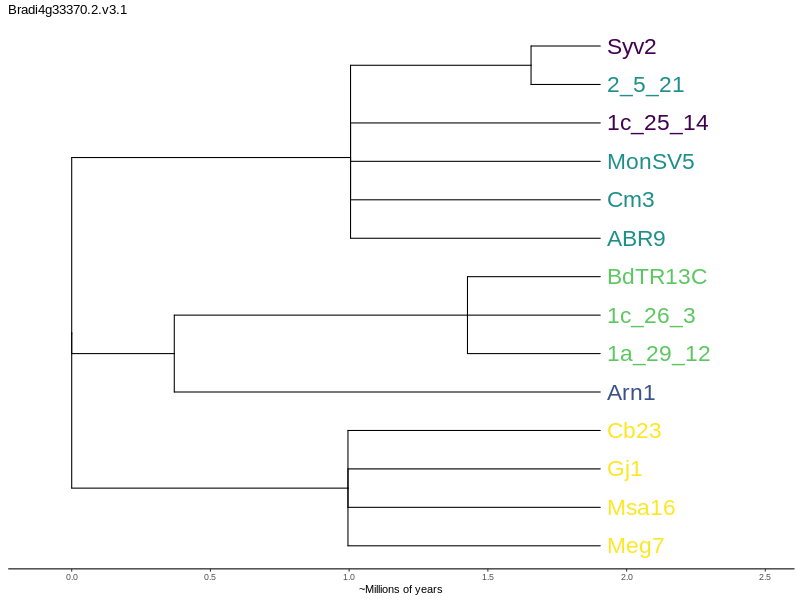 Bradi4g33370.2.v3.1
Syv2
2_5_21
1c_25_14
MonSV5
Cm3
ABR9
BdTR13C
1c_26_3
1a_29_12
Arn1
Cb23
Gj1
Msa16
Meg7
0.0 0.5 1.0 1.5 2.0 2.5
~Millions of years